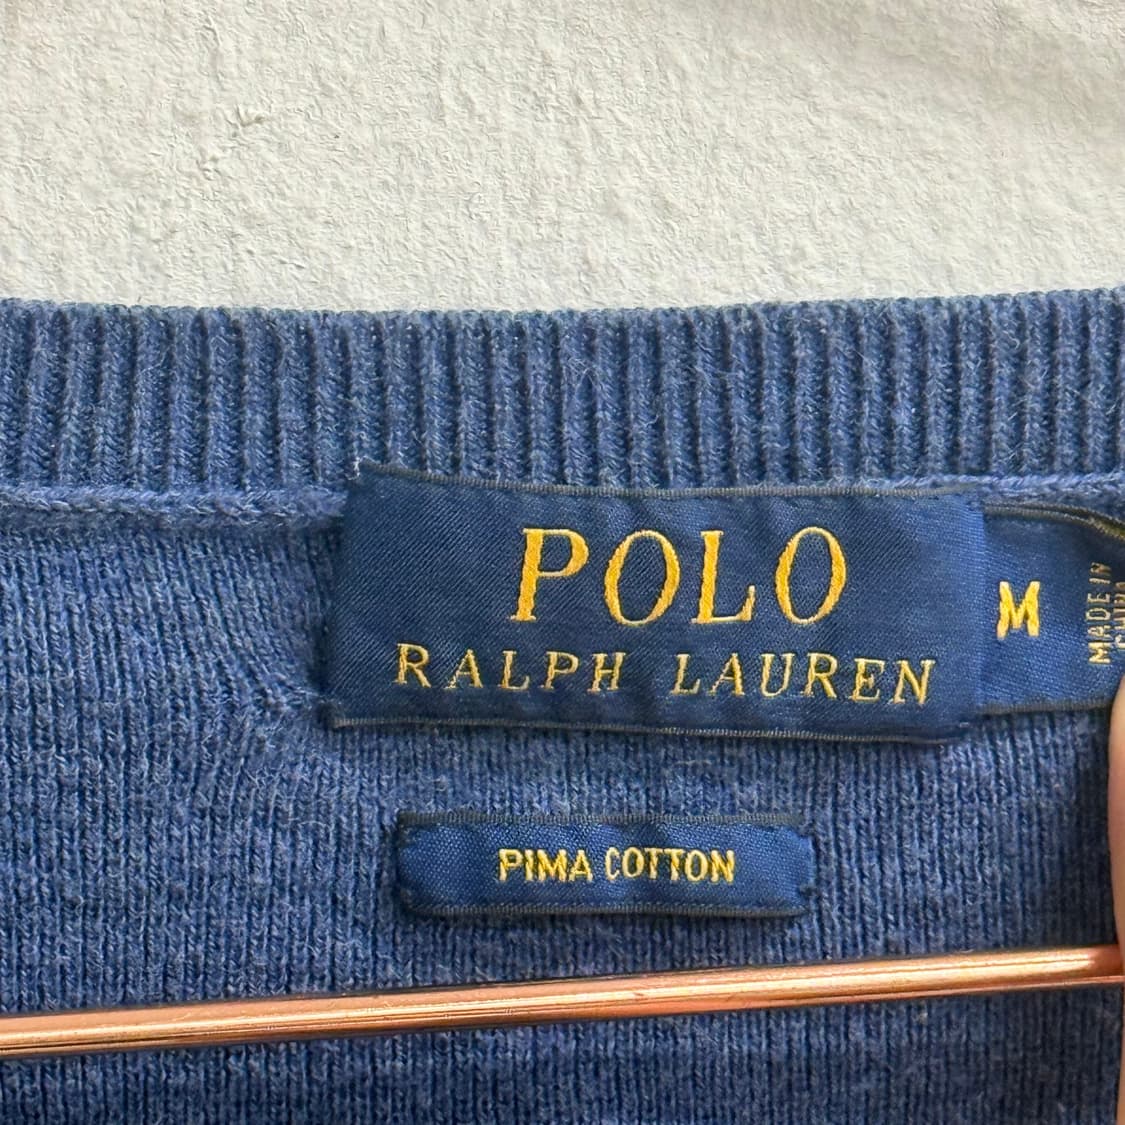 POLO
RALPH LAUREN
M
MADE IN
CHINA
PIMA COTTON